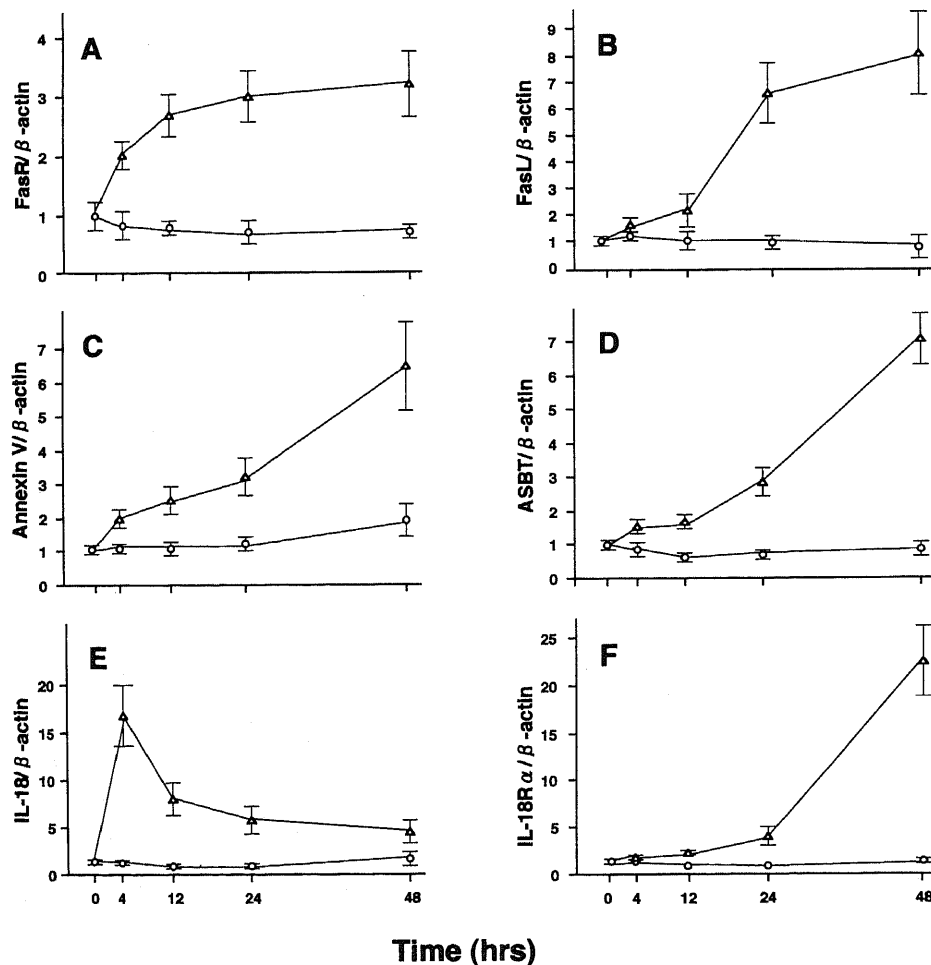 A
FasR/β-actin
4
3
2
1
0
B
FasL/β-actin
9
8
7
6
5
4
3
2
1
0
C
Annexin V/β-actin
7
6
5
4
3
2
1
0
D
ASBT/β-actin
7
6
5
4
3
2
1
0
E
IL-18/β-actin
20
15
10
5
0
0 4 12 24 48
F
IL-18Rα/β-actin
25
20
15
10
5
0
0 4 12 24 48
Time (hrs)